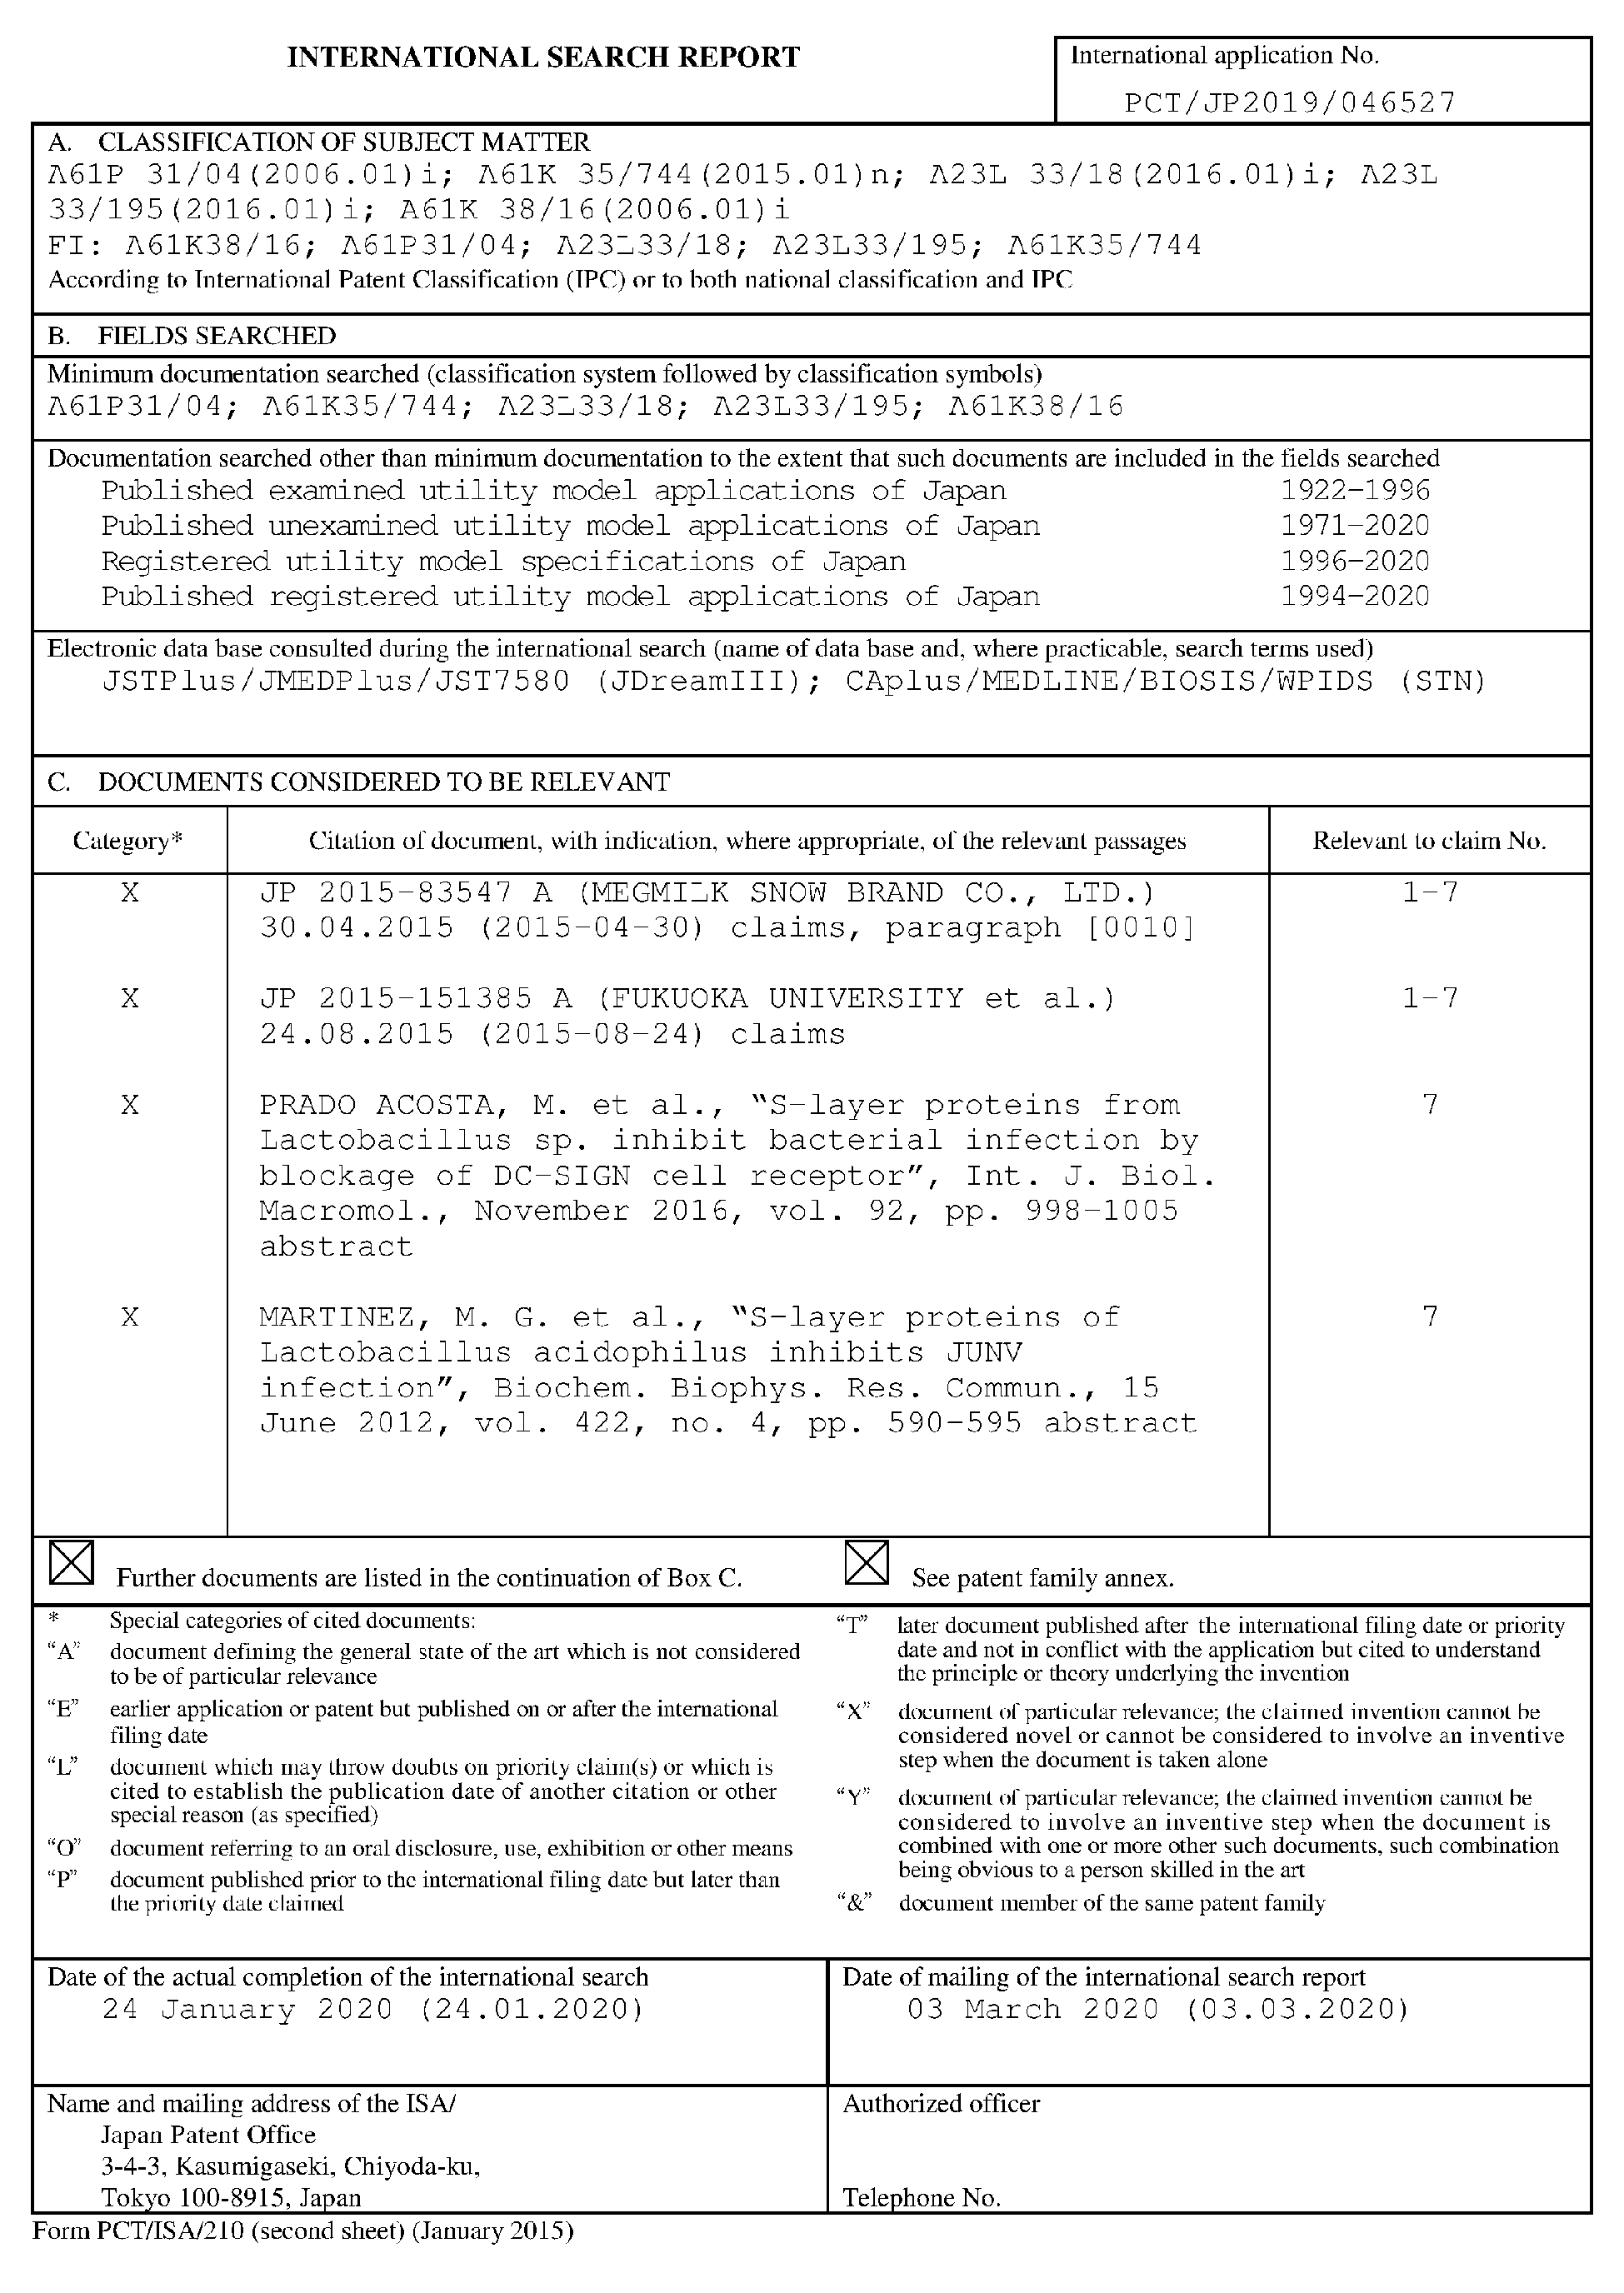 INTERNATIONAL SEARCH REPORT
International application No.
PCT/JP2019/046527
A. CLASSIFICATION OF SUBJECT MATTER
A61P 31/04(2006.01)i; A61K 35/744(2015.01)n; A23L 33/18(2016.01)i; A23L
33/195(2016.01)i; A61K 38/16(2006.01)i
FI: A61K38/16; A61P31/04; A23L33/18; A23L33/195; A61K35/744
According to International Patent Classification (IPC) or to both national classification and IPC
B. FIELDS SEARCHED
Minimum documentation searched (classification system followed by classification symbols)
A61P31/04; A61K35/744; A23L33/18; A23L33/195; A61K38/16
Documentation searched other than minimum documentation to the extent that such documents are included in the fields searched
Published examined utility model applications of Japan 1922-1996
Published unexamined utility model applications of Japan 1971-2020
Registered utility model specifications of Japan 1996-2020
Published registered utility model applications of Japan 1994-2020
Electronic data base consulted during the international search (name of data base and, where practicable, search terms used)
JSTPlus/JMEDPlus/JST7580 (JDreamIII); CAplus/MEDLINE/BIOSIS/WPIDS (STN)
C. DOCUMENTS CONSIDERED TO BE RELEVANT
Category* Citation of document, with indication, where appropriate, of the relevant passages Relevant to claim No.
X JP 2015-83547 A (MEGMILK SNOW BRAND CO., LTD.) 1-7
30.04.2015 (2015-04-30) claims, paragraph [0010]
X JP 2015-151385 A (FUKUOKA UNIVERSITY et al.) 1-7
24.08.2015 (2015-08-24) claims
X PRADO ACOSTA, M. et al., "S-layer proteins from 7
Lactobacillus sp. inhibit bacterial infection by
blockage of DC-SIGN cell receptor", Int. J. Biol.
Macromol., November 2016, vol. 92, pp. 998-1005
abstract
X MARTINEZ, M. G. et al., "S-layer proteins of 7
Lactobacillus acidophilus inhibits JUNV
infection", Biochem. Biophys. Res. Commun., 15
June 2012, vol. 422, no. 4, pp. 590-595 abstract
Further documents are listed in the continuation of Box C.
See patent family annex.
* Special categories of cited documents:
"A" document defining the general state of the art which is not considered
to be of particular relevance
"E" earlier application or patent but published on or after the international
filing date
"L" document which may throw doubts on priority claim(s) or which is
cited to establish the publication date of another citation or other
special reason (as specified)
"O" document referring to an oral disclosure, use, exhibition or other means
"P" document published prior to the international filing date but later than
the priority date claimed
"T" later document published after the international filing date or priority
date and not in conflict with the application but cited to understand
the principle or theory underlying the invention
"X" document of particular relevance; the claimed invention cannot be
considered novel or cannot be considered to involve an inventive
step when the document is taken alone
"Y" document of particular relevance; the claimed invention cannot be
considered to involve an inventive step when the document is
combined with one or more other such documents, such combination
being obvious to a person skilled in the art
"&" document member of the same patent family
Date of the actual completion of the international search
24 January 2020 (24.01.2020)
Date of mailing of the international search report
03 March 2020 (03.03.2020)
Name and mailing address of the ISA/
Japan Patent Office
3-4-3, Kasumigaseki, Chiyoda-ku,
Tokyo 100-8915, Japan
Authorized officer
Telephone No.
Form PCT/ISA/210 (second sheet) (January 2015)